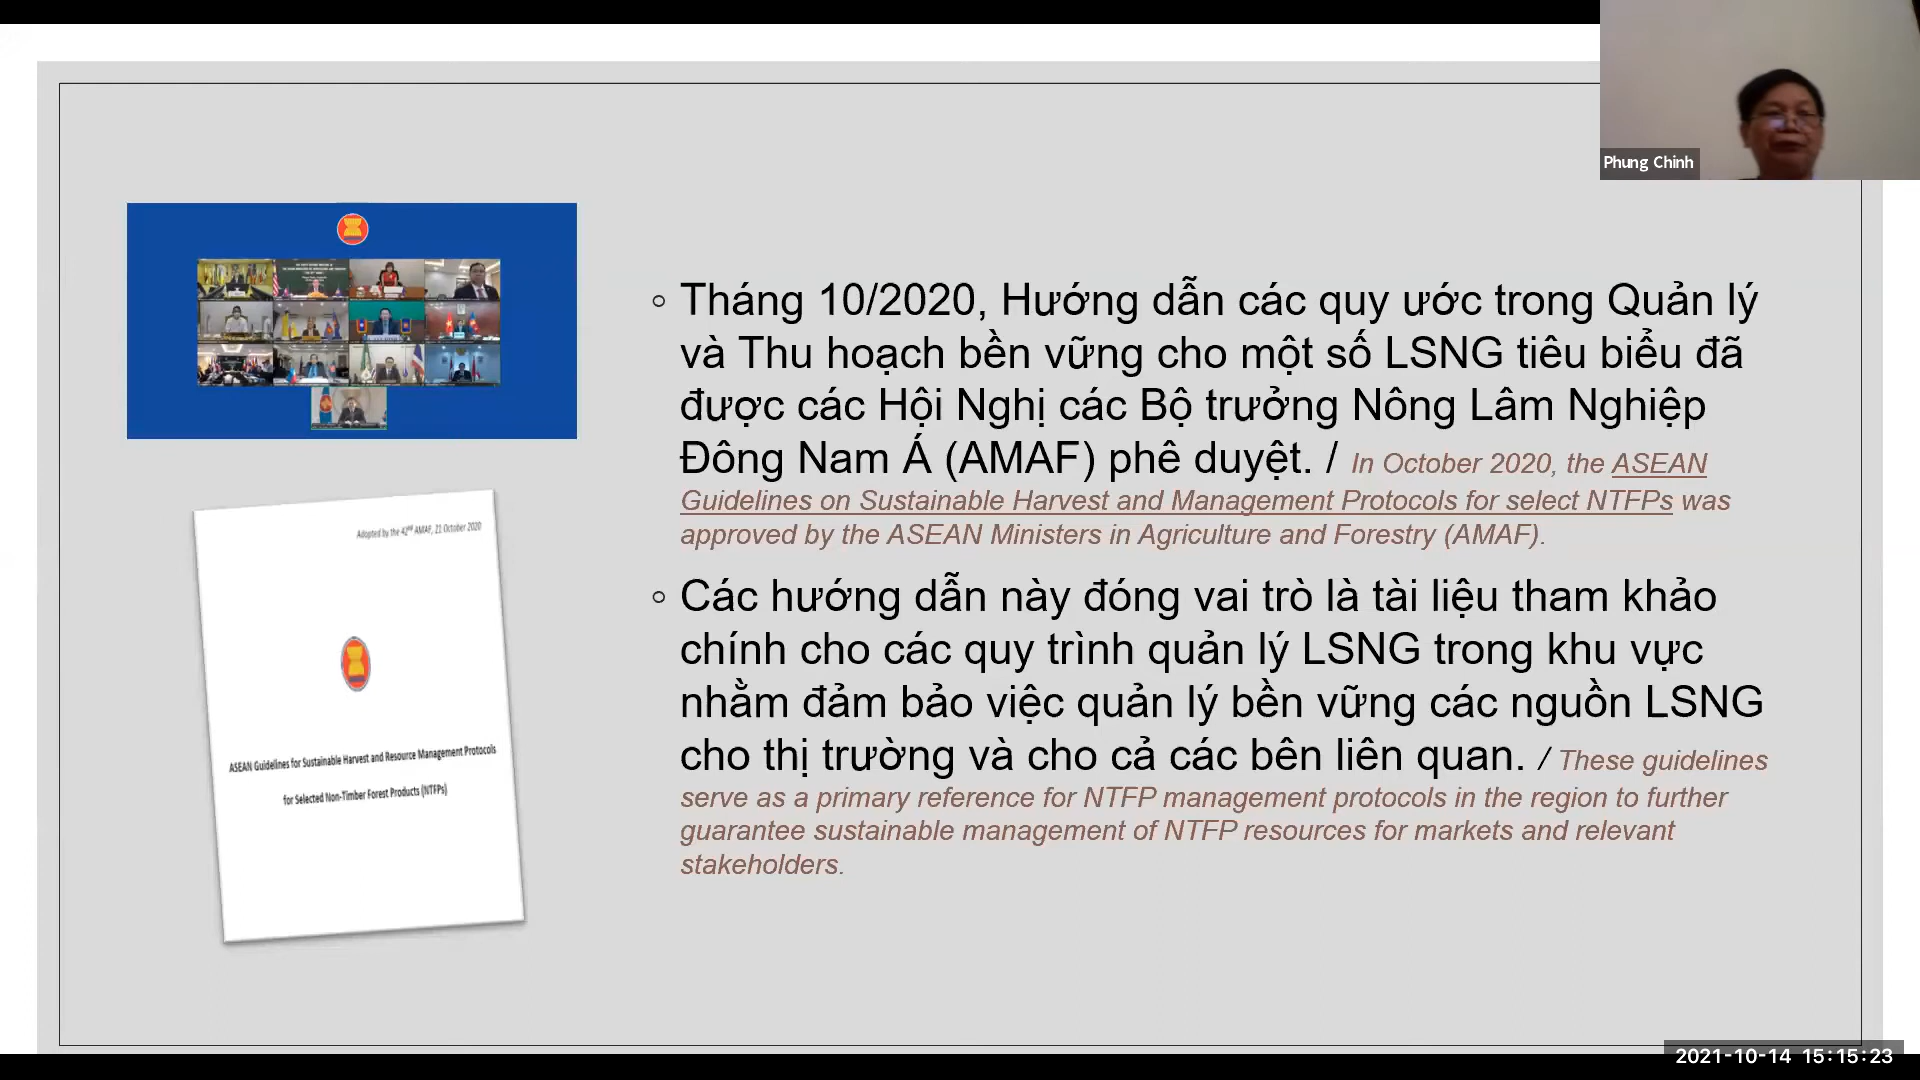 Phung Chinh
Tháng 10/2020, Hướng dẫn các quy ước trong Quản lý
và Thu hoạch bền vững cho một số LSNG tiêu biểu đã
được các Hội Nghị các Bộ trưởng Nông Lâm Nghiệp
Đông Nam Á (AMAF) phê duyệt. / In October 2020, the ASEAN
Guidelines on Sustainable Harvest and Management Protocols for select NTFPs was
approved by the ASEAN Ministers in Agriculture and Forestry (AMAF).
Các hướng dẫn này đóng vai trò là tài liệu tham khảo
chính cho các quy trình quản lý LSNG trong khu vực
nhằm đảm bảo việc quản lý bền vững các nguồn LSNG
cho thị trường và cho cả các bên liên quan. / These guidelines
serve as a primary reference for NTFP management protocols in the region to further
guarantee sustainable management of NTFP resources for markets and relevant
stakeholders.
Adopted by the 42nd AMAF, 21 October 2020
ASEAN Guidelines for Sustainable Harvest and Resource Management Protocols
for Selected Non-Timber Forest Products (NTFPs)
2021-10-14 15:15:23